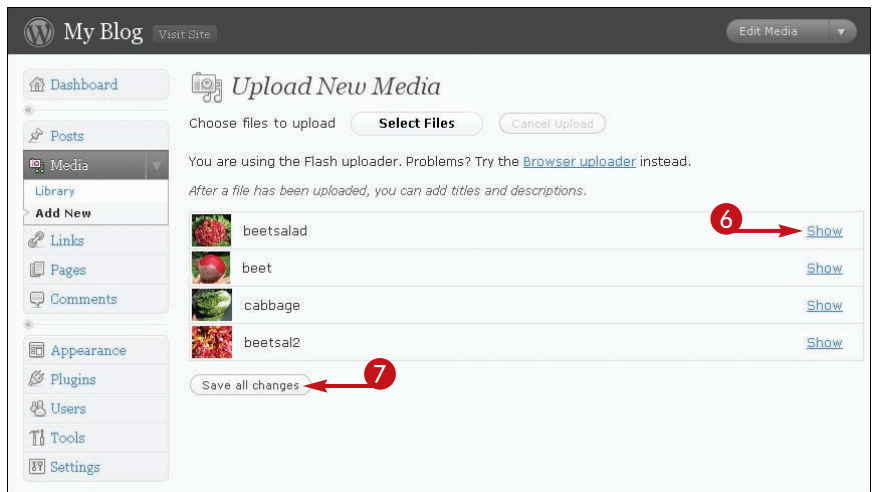 My Blog Visit Site Edit Media
Dashboard
Posts
Media
Library
Add New
Links
Pages
Comments
Appearance
Plugins
Users
Tools
Settings
Upload New Media
Choose files to upload Select Files Cancel Upload
You are using the Flash uploader. Problems? Try the Browser uploader instead.
After a file has been uploaded, you can add titles and descriptions.
6
beetsalad Show
beet Show
cabbage Show
beetsal2 Show
Save all changes 7